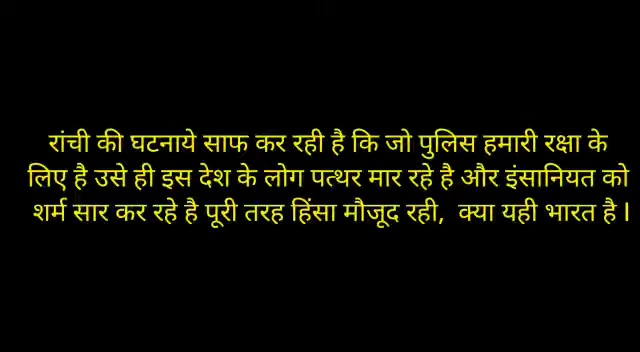 रांची की घटनाये साफ कर रही है कि जो पुलिस हमारी रक्षा के
लिए है उसे ही इस देश के लोग पत्थर मार रहे है और इंसानियत को
शर्म सार कर रहे है पूरी तरह हिंसा मौजूद रही, क्या यही भारत है।